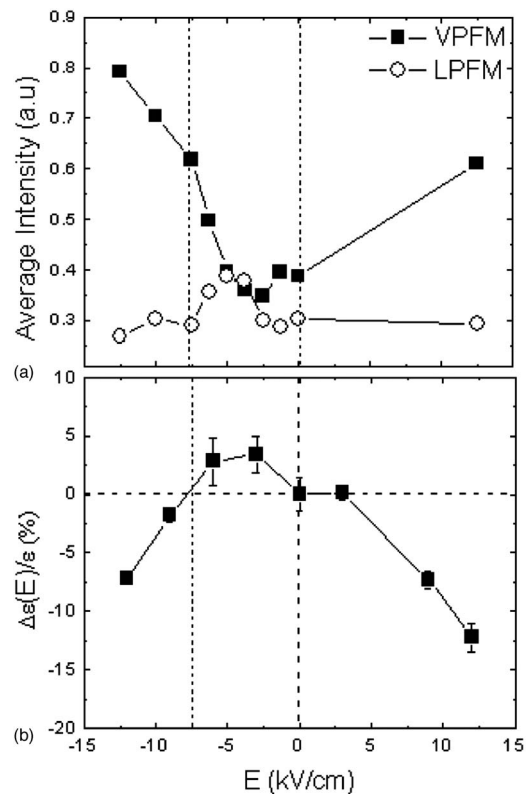 0.9
VPFM
LPFM
0.8
0.7
0.6
0.5
0.4
0.3
Average Intensity (a.u)
(a)
10
5
0
-5
-10
-15
-20
Δε(E)/ε (%)
(b)
-15 -10 -5 0 5 10 15
E (kV/cm)